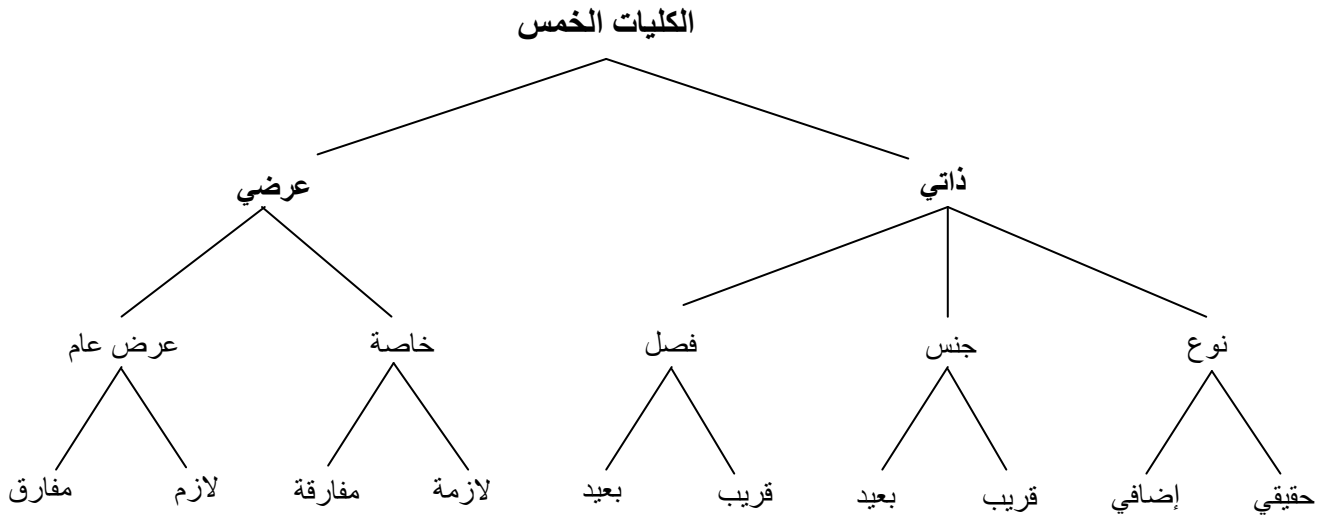 الكليات الخمس
ذاتي عرضي
نوع جنس فصل خاصة عرض عام
حقيقي إضافي قريب بعيد قريب بعيد لازمة مفارقة لازم مفارق